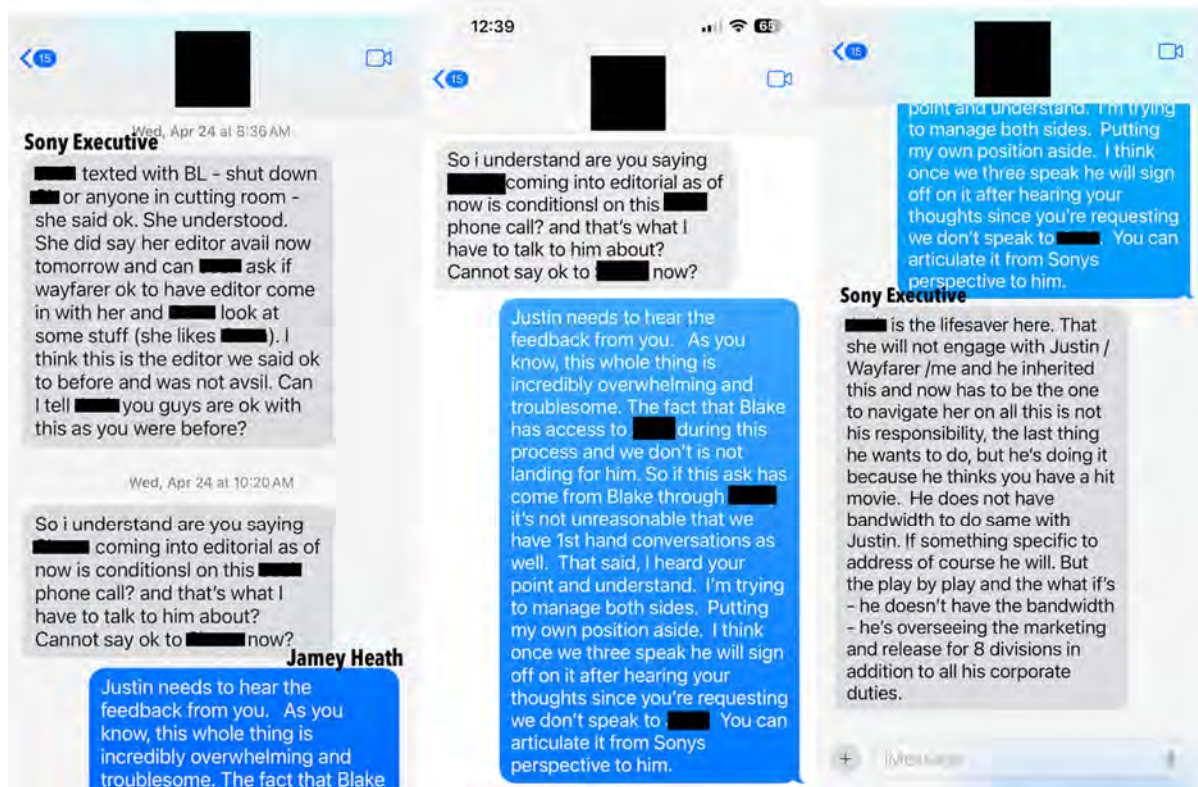 15
Wed, Apr 24 at 8:36 AM
Sony Executive
texted with BL - shut down
or anyone in cutting room -
she said ok. She understood.
She did say her editor avail now
tomorrow and can ask if
wayfarer ok to have editor come
in with her and look at
some stuff (she likes ). I
think this is the editor we said ok
to before and was not avsil. Can
I tell you guys are ok with
this as you were before?
Wed, Apr 24 at 10:20 AM
So i understand are you saying
coming into editorial as of
now is conditionsl on this
phone call? and that's what I
have to talk to him about?
Cannot say ok to now?
Jamey Heath
Justin needs to hear the
feedback from you. As you
know, this whole thing is
incredibly overwhelming and
troublesome. The fact that Blake
12:39
65
15
So i understand are you saying
coming into editorial as of
now is conditionsl on this
phone call? and that's what I
have to talk to him about?
Cannot say ok to now?
Justin needs to hear the
feedback from you. As you
know, this whole thing is
incredibly overwhelming and
troublesome. The fact that Blake
has access to during this
process and we don't is not
landing for him. So if this ask has
come from Blake through
it's not unreasonable that we
have 1st hand conversations as
well. That said, I heard your
point and understand. I'm trying
to manage both sides. Putting
my own position aside. I think
once we three speak he will sign
off on it after hearing your
thoughts since you're requesting
we don't speak to You can
articulate it from Sonys
perspective to him.
15
point and understand. I'm trying
to manage both sides. Putting
my own position aside. I think
once we three speak he will sign
off on it after hearing your
thoughts since you're requesting
we don't speak to . You can
articulate it from Sonys
perspective to him.
Sony Executive
is the lifesaver here. That
she will not engage with Justin /
Wayfarer /me and he inherited
this and now has to be the one
to navigate her on all this is not
his responsibility, the last thing
he wants to do, but he's doing it
because he thinks you have a hit
movie. He does not have
bandwidth to do same with
Justin. If something specific to
address of course he will. But
the play by play and the what if's
- he doesn't have the bandwidth
- he's overseeing the marketing
and release for 8 divisions in
addition to all his corporate
duties.
iMessage